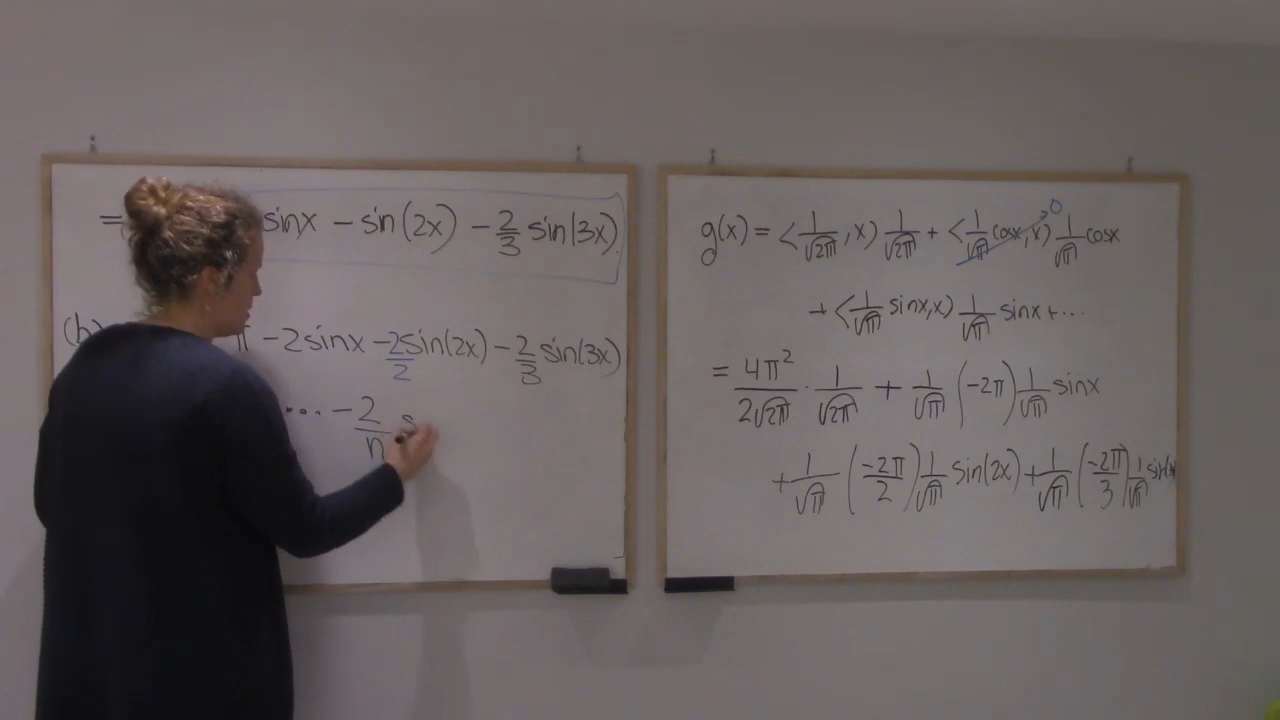 = sinx - sin(2x) - 2/3 sin(3x)
(b) π - 2sinx - 2/2 sin(2x) - 2/3 sin(3x)
... - 2/n s
g(x) = <1/√2π, x> 1/√2π + <1/√π cosx, x> 0 1/√π cosx
+ <1/√π sinx, x> 1/√π sinx + ...
= 4π²/2√2π · 1/√2π + 1/√π (-2π) 1/√π sinx
+ 1/√π (-2π/2) 1/√π sin(2x) + 1/√π (-2π/3) 1/√π sin(3x